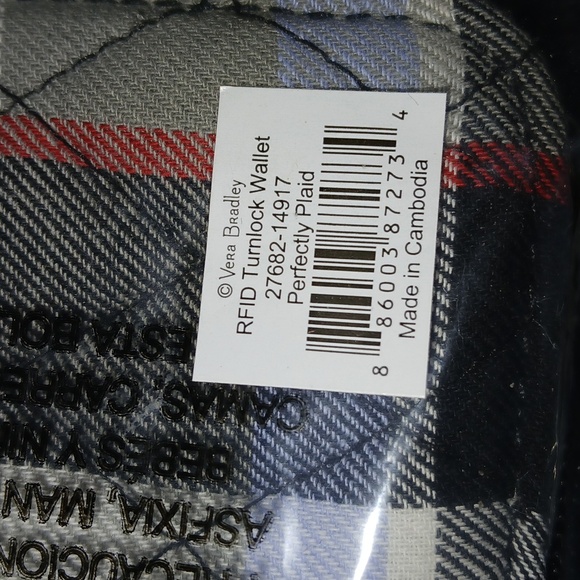 © Vera Bradley
RFID Turnlock Wallet
27682-14917
Perfectly Plaid
8 86003 87273 4
Made in Cambodia
ESTA BOL
CAMAS, CARRE
BEBÉS Y NI
ASFIXIA, MAN
ECAUCION